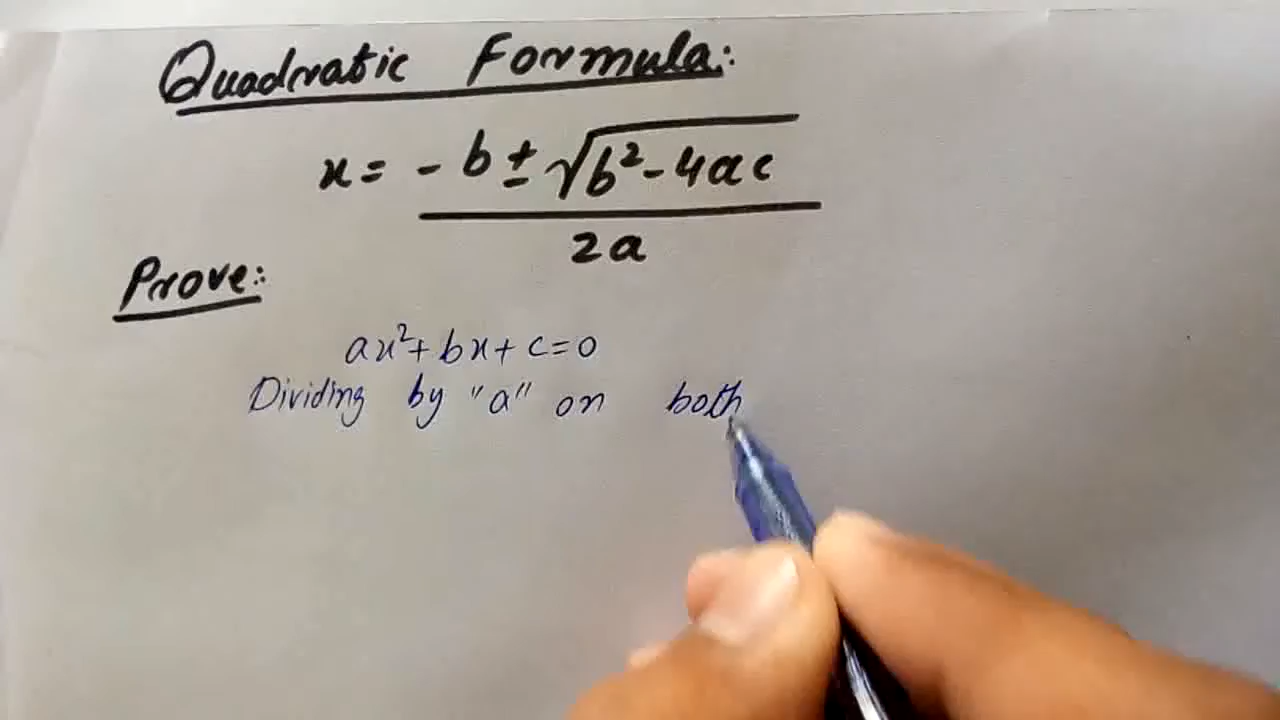 Quadratic Formula:
x = -b ± √b² - 4ac
2a
Prove:
ax² + bx + c = 0
Dividing by "a" on both